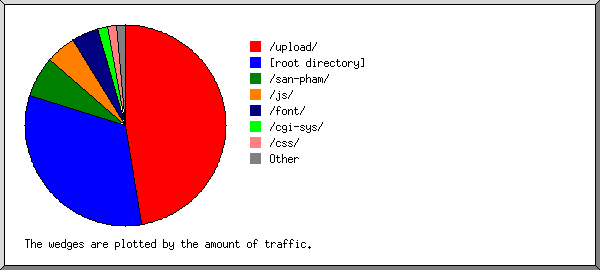 /upload/
[root directory]
/san-pham/
/js/
/font/
/cgi-sys/
/css/
Other
The wedges are plotted by the amount of traffic.